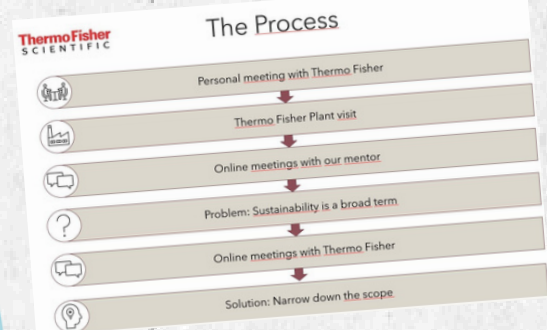 ThermoFisher
SCIENTIFIC
The Process
Personal meeting with Thermo Fisher
Thermo Fisher Plant visit
Online meetings with our mentor
Problem: Sustainability is a broad term
Online meetings with Thermo Fisher
Solution: Narrow down the scope